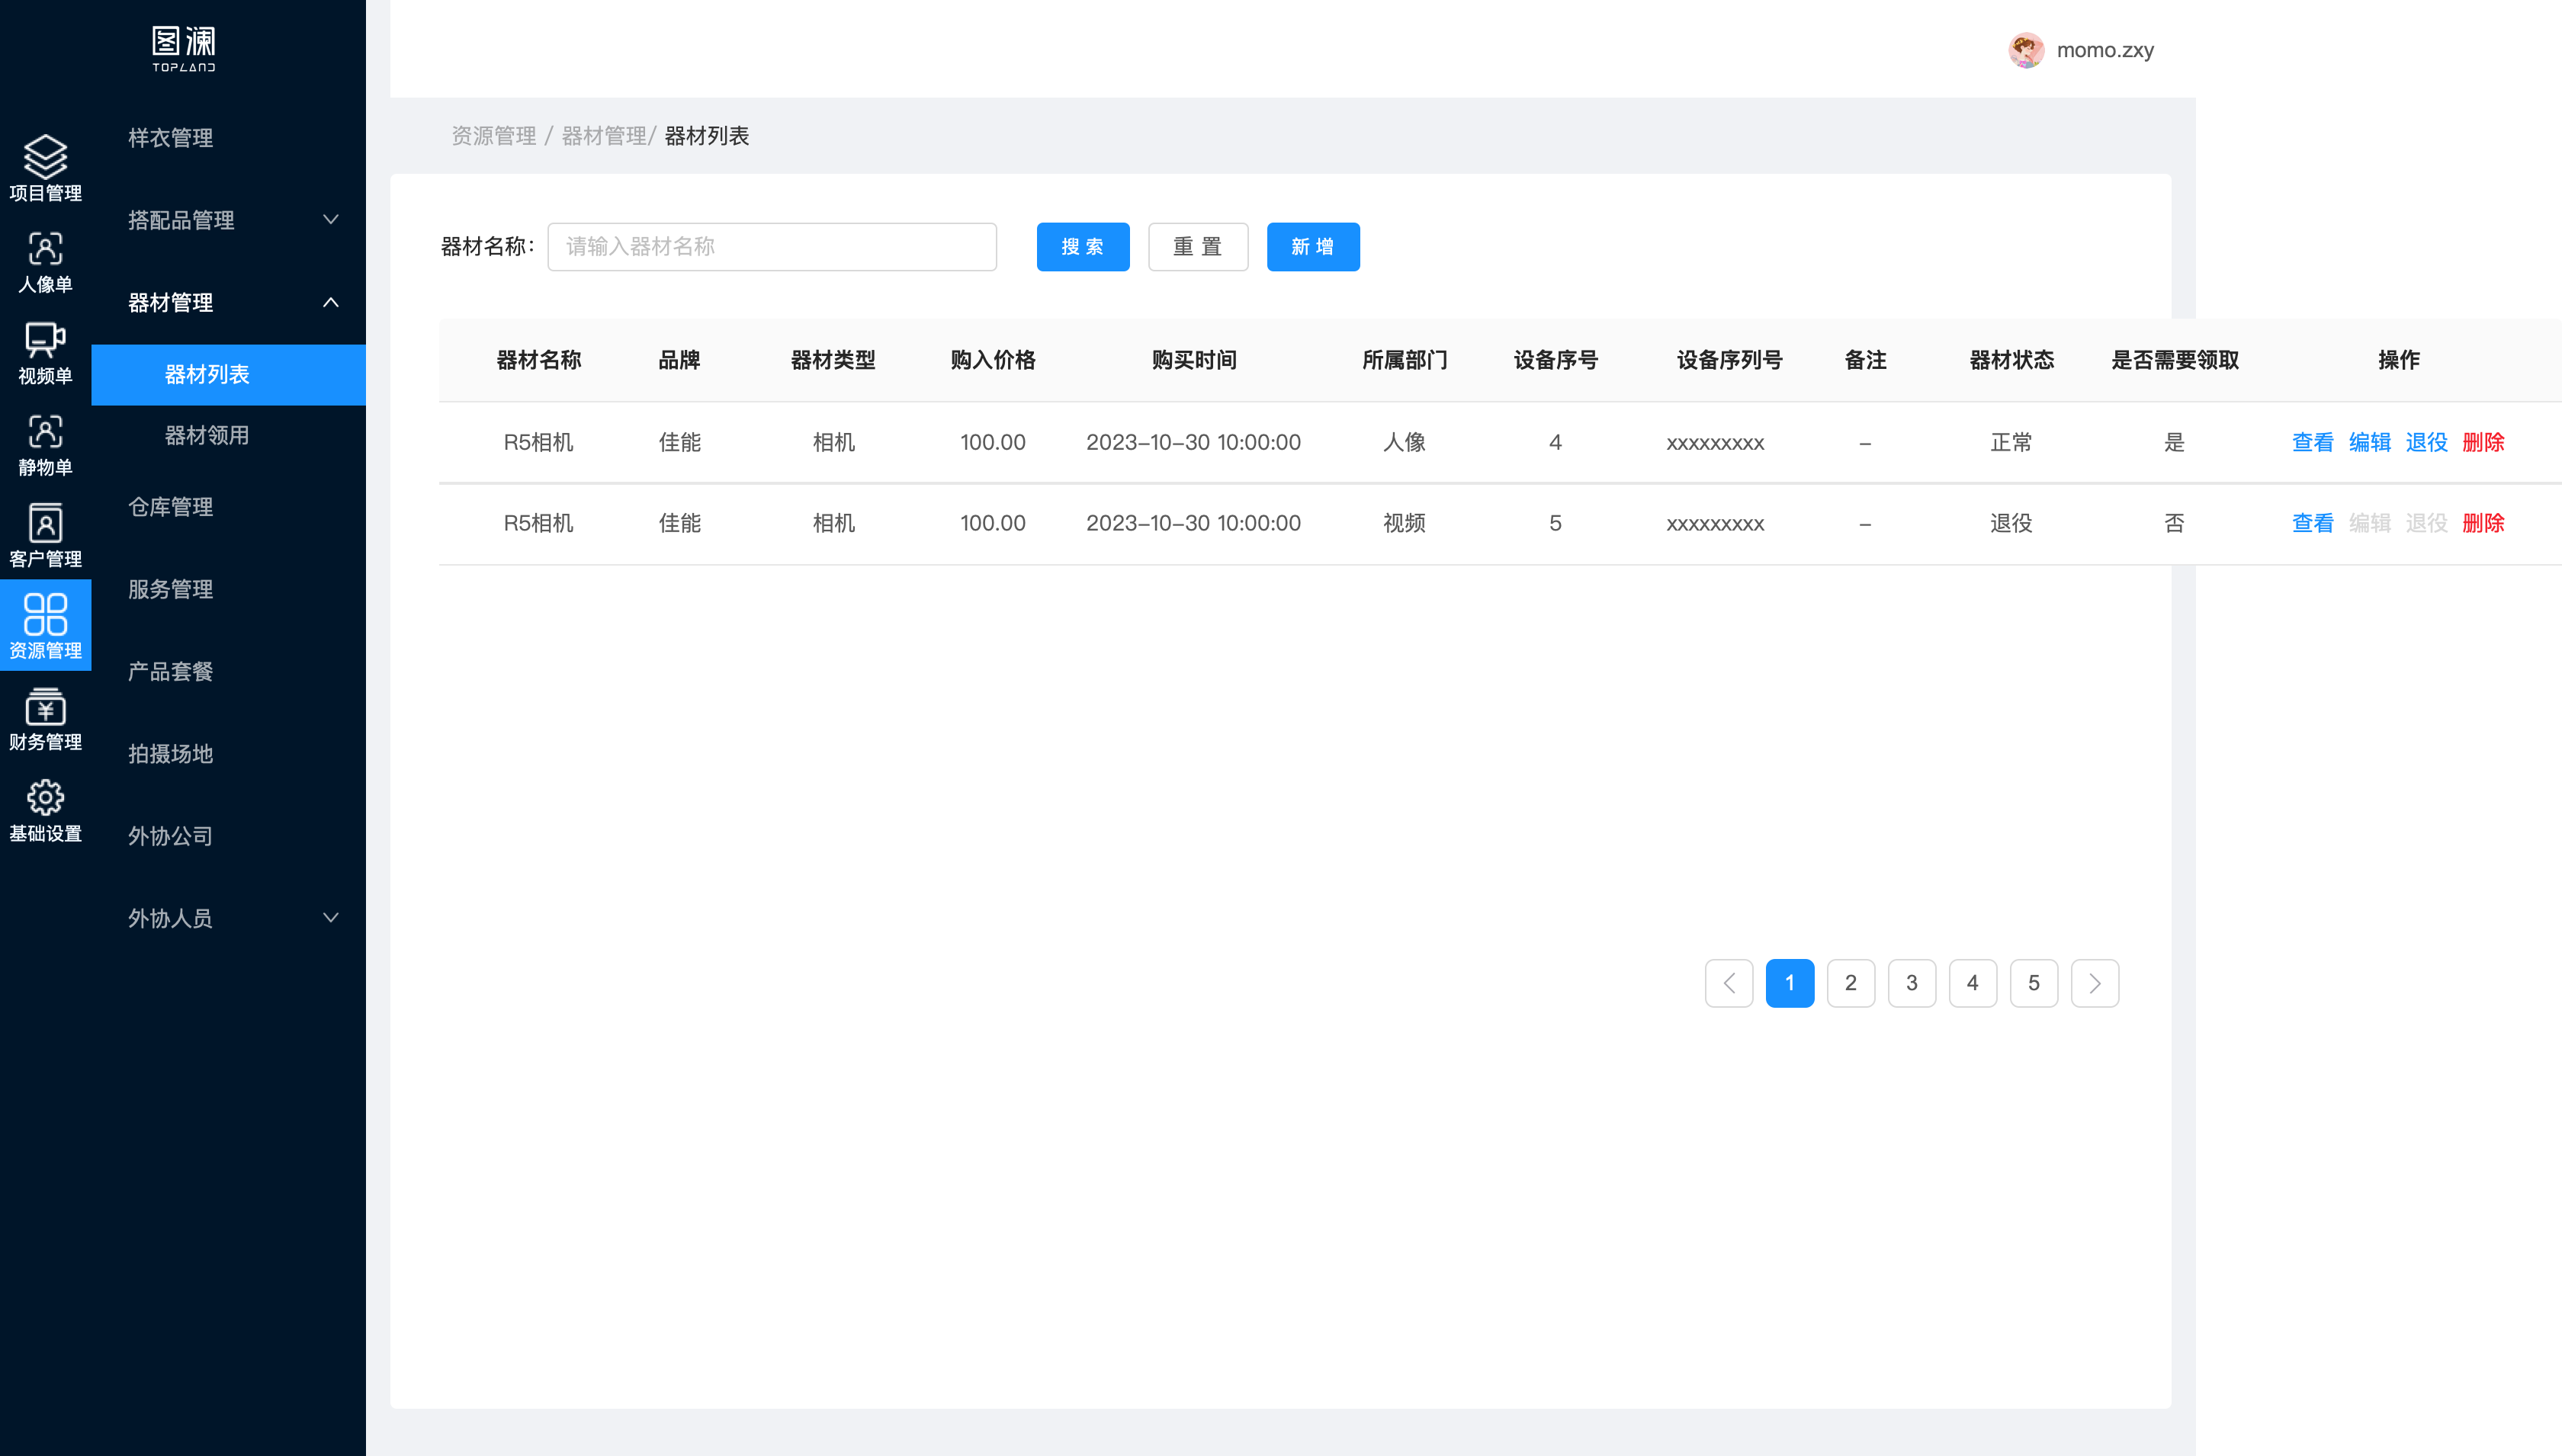 图澜
TOPLAND
momo.zxy
项目管理
人像单
视频单
静物单
客户管理
资源管理
财务管理
基础设置
样衣管理
搭配品管理
器材管理
器材列表
器材领用
仓库管理
服务管理
产品套餐
拍摄场地
外协公司
外协人员
资源管理 / 器材管理/ 器材列表
器材名称: 请输入器材名称 搜 索 重 置 新 增
器材名称 品牌 器材类型 购入价格 购买时间 所属部门 设备序号 设备序列号 备注 器材状态 是否需要领取 操作
R5相机 佳能 相机 100.00 2023-10-30 10:00:00 人像 4 xxxxxxxxx - 正常 是 查看 编辑 退役 删除
R5相机 佳能 相机 100.00 2023-10-30 10:00:00 视频 5 xxxxxxxxx - 退役 否 查看 编辑 退役 删除
1 2 3 4 5